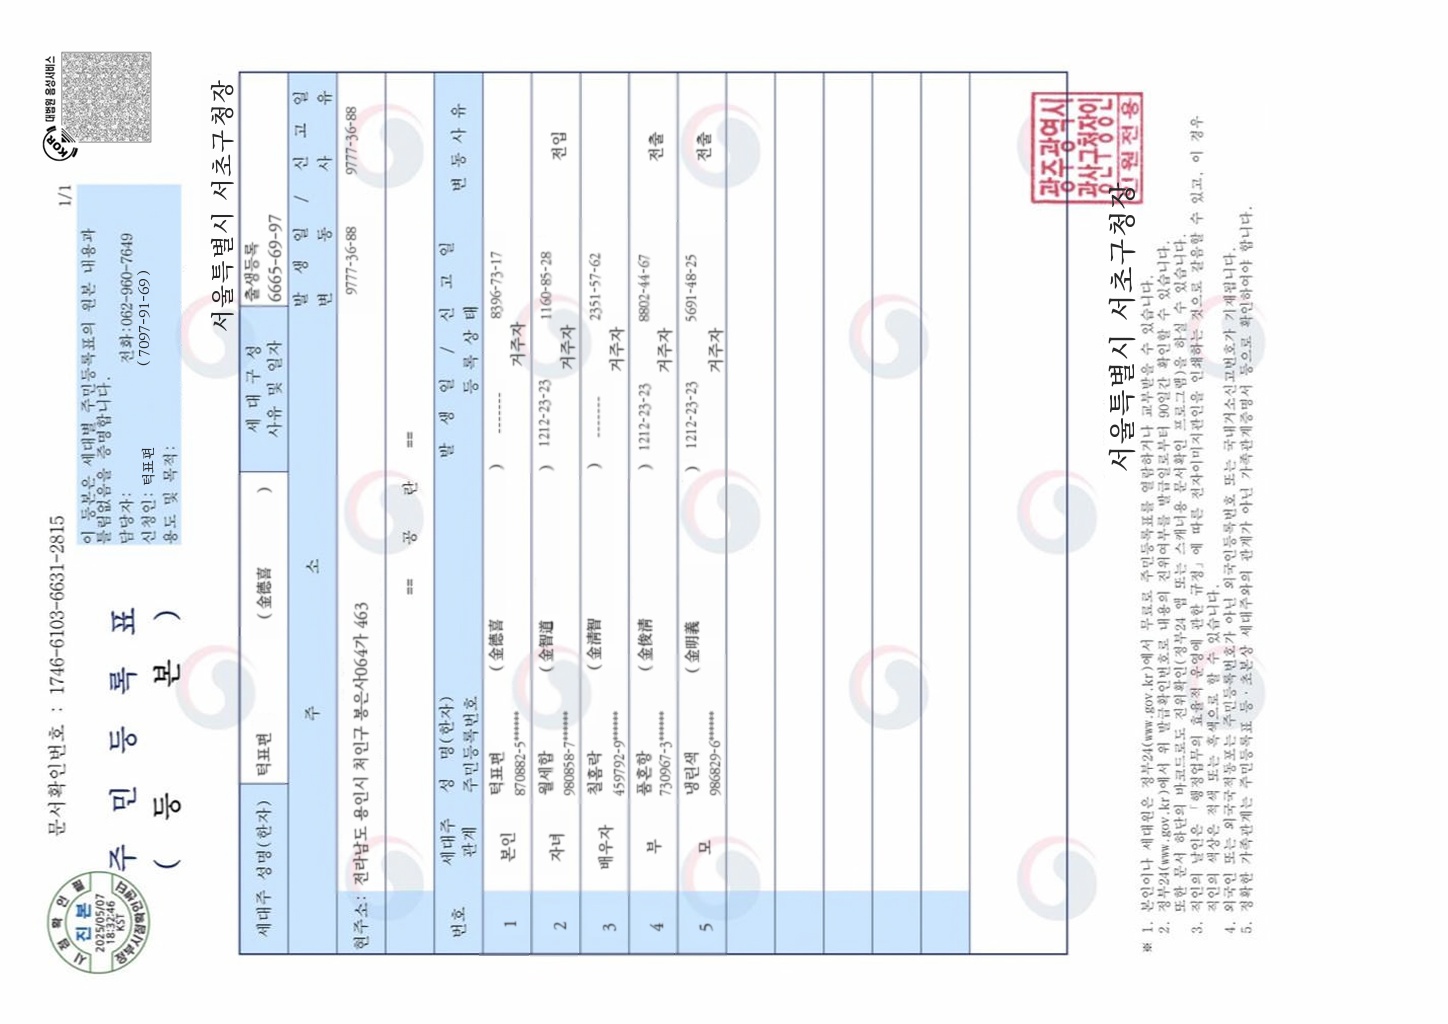 문서확인번호 : 1746-6103-6631-2815
1/1
대법원 음성서비스
시점확인필
진본
2025/05/07
18:32:46
KST
정부시점확인센터
주 민 등 록 표
( 등 본 )
이 등본은 세대별 주민등록표의 원본 내용과
틀림없음을 증명합니다.
담당자: 전화:062-960-7649
신청인: 턱표편 (7097-91-69)
용도 및 목적:
서울특별시 서초구청장
세대주 성명(한자) 턱표편 (金德喜 ) 세 대 구 성 사유 및 일자 출생등록 6665-69-97
주 소 발 생 일 / 신 고 일
변 동 사 유
현주소: 전라남도 용인시 처인구 봉은사064가 463 9777-36-88 9777-36-88
== 공 란 ==
번호 세대주 관계 성 명(한자) 주민등록번호 발 생 일 / 신 고 일 등 록 상 태 변 동 사 유
1 본인 턱표편 (金德喜 ) ------- 8396-73-17
870882-5****** 거주자
2 자녀 월세합 (金智道 ) 1212-23-23 1160-85-28 전입
980858-7****** 거주자
3 배우자 칠흠락 (金清智 ) ------- 2351-57-62
459792-9****** 거주자
4 부 품혼항 (金俊清 ) 1212-23-23 8802-44-67 전출
730967-3****** 거주자
5 모 냉린색 (金明義 ) 1212-23-23 5691-48-25 전출
986829-6****** 거주자
서울특별시 서초구청장
광주광역시
광산구청장인
민원전용
※ 1. 본인이나 세대원은 정부24(www.gov.kr)에서 무료로 주민등록표를 열람하거나 교부받을 수 있습니다.
2. 정부24(www.gov.kr)에서 위 발급확인번호로 내용의 진위여부를 발급일로부터 90일간 확인할 수 있습니다.
또한 문서 하단의 바코드로도 진위확인(정부24 앱 또는 스캐너용 문서확인 프로그램)을 하실 수 있습니다.
3. 직인의 날인은 「행정업무의 효율적 운영에 관한 규정」에 따른 전자이미지관인을 인쇄하는 것으로 갈음할 수 있고, 이 경우
직인의 색상은 적색 또는 흑색으로 할 수 있습니다.
4. 외국인 또는 외국국적동포는 주민등록번호가 아닌 외국인등록번호 또는 국내거소신고번호가 기재됩니다.
5. 정확한 가족관계는 주민등록표 등·초본상 세대주와의 관계가 아닌 가족관계증명서 등으로 확인하여야 합니다.